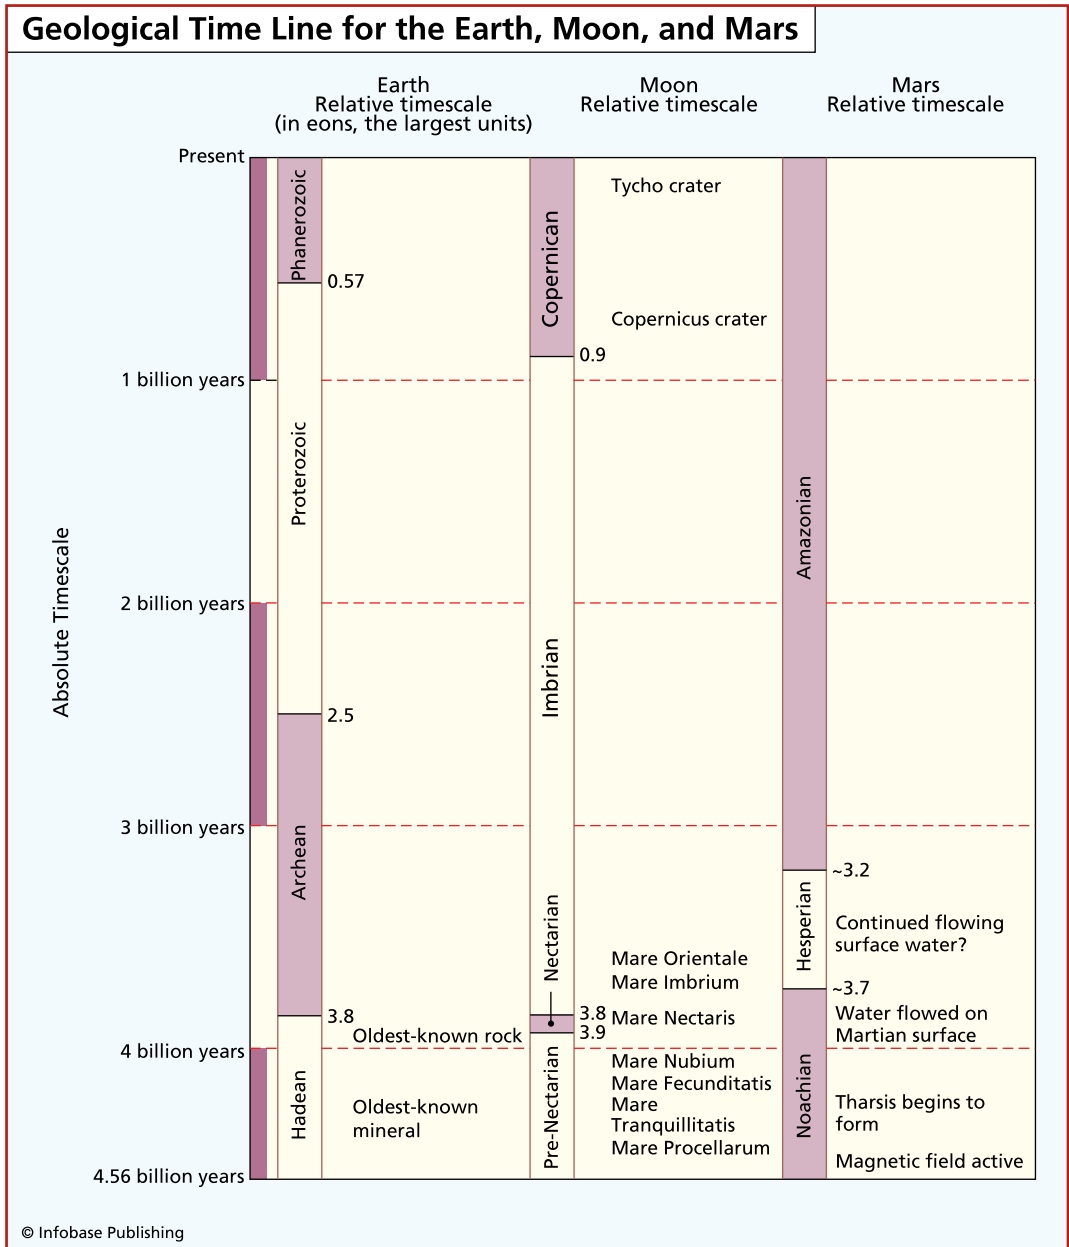 Geological Time Line for the Earth, Moon, and Mars
Earth
Relative timescale
(in eons, the largest units)
Moon
Relative timescale
Mars
Relative timescale
Absolute Timescale
Present
1 billion years
2 billion years
3 billion years
4 billion years
4.56 billion years
Phanerozoic
0.57
Proterozoic
2.5
Archean
3.8
Hadean
Oldest-known rock
Oldest-known
mineral
Copernican
0.9
Imbrian
Nectarian
3.8
3.9
Pre-Nectarian
Tycho crater
Copernicus crater
Mare Orientale
Mare Imbrium
Mare Nectaris
Mare Nubium
Mare Fecunditatis
Mare
Tranquillitatis
Mare Procellarum
Amazonian
~3.2
Hesperian
~3.7
Noachian
Continued flowing
surface water?
Water flowed on
Martian surface
Tharsis begins to
form
Magnetic field active
© Infobase Publishing